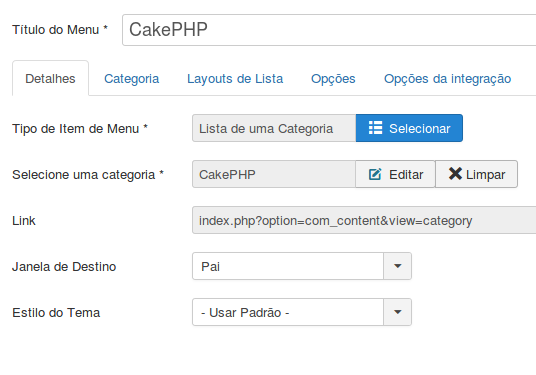 Título do Menu * CakePHP
Detalhes Categoria Layouts de Lista Opções Opções da integração
Tipo de Item de Menu * Lista de uma Categoria Selecionar
Selecione uma categoria * CakePHP Editar Limpar
Link index.php?option=com_content&view=category
Janela de Destino Pai
Estilo do Tema - Usar Padrão -